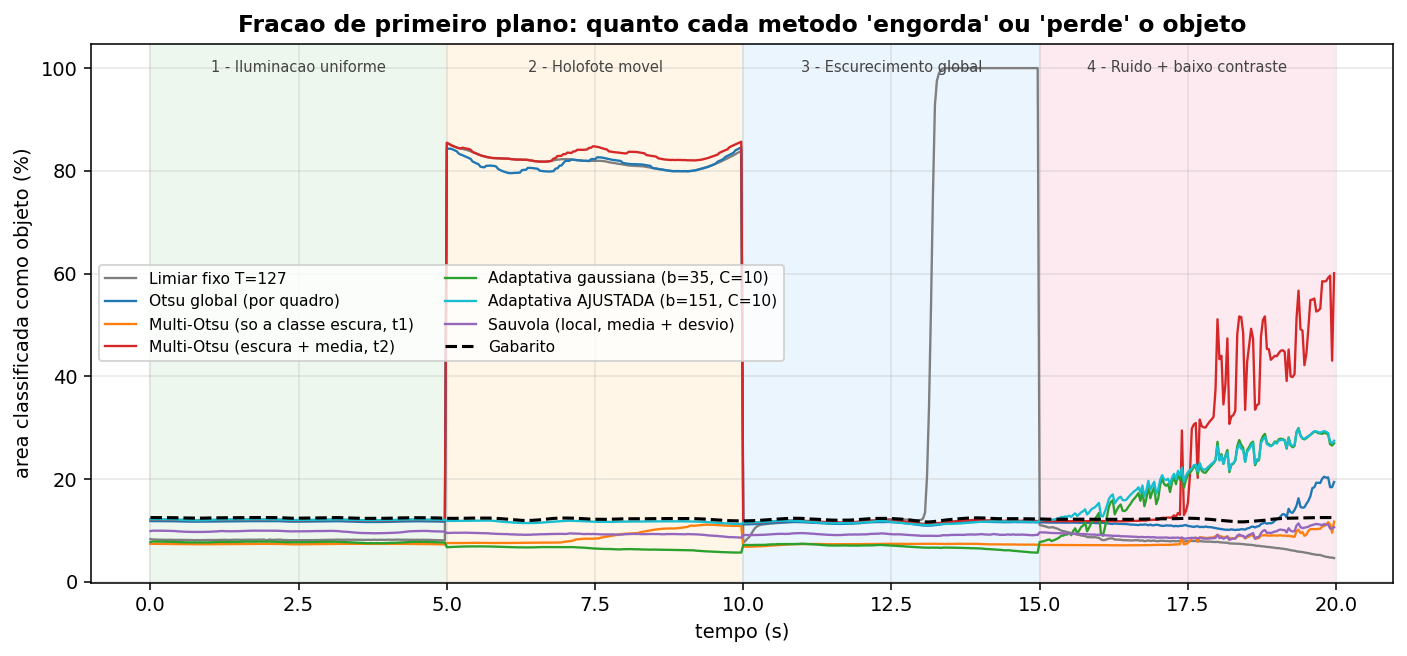 Fracao de primeiro plano: quanto cada metodo 'engorda' ou 'perde' o objeto
1 - Iluminacao uniforme
2 - Holofote movel
3 - Escurecimento global
4 - Ruido + baixo contraste
area classificada como objeto (%)
100
80
60
40
20
0
Limiar fixo T=127
Otsu global (por quadro)
Multi-Otsu (so a classe escura, t1)
Multi-Otsu (escura + media, t2)
Adaptativa gaussiana (b=35, C=10)
Adaptativa AJUSTADA (b=151, C=10)
Sauvola (local, media + desvio)
Gabarito
0.0 2.5 5.0 7.5 10.0 12.5 15.0 17.5 20.0
tempo (s)